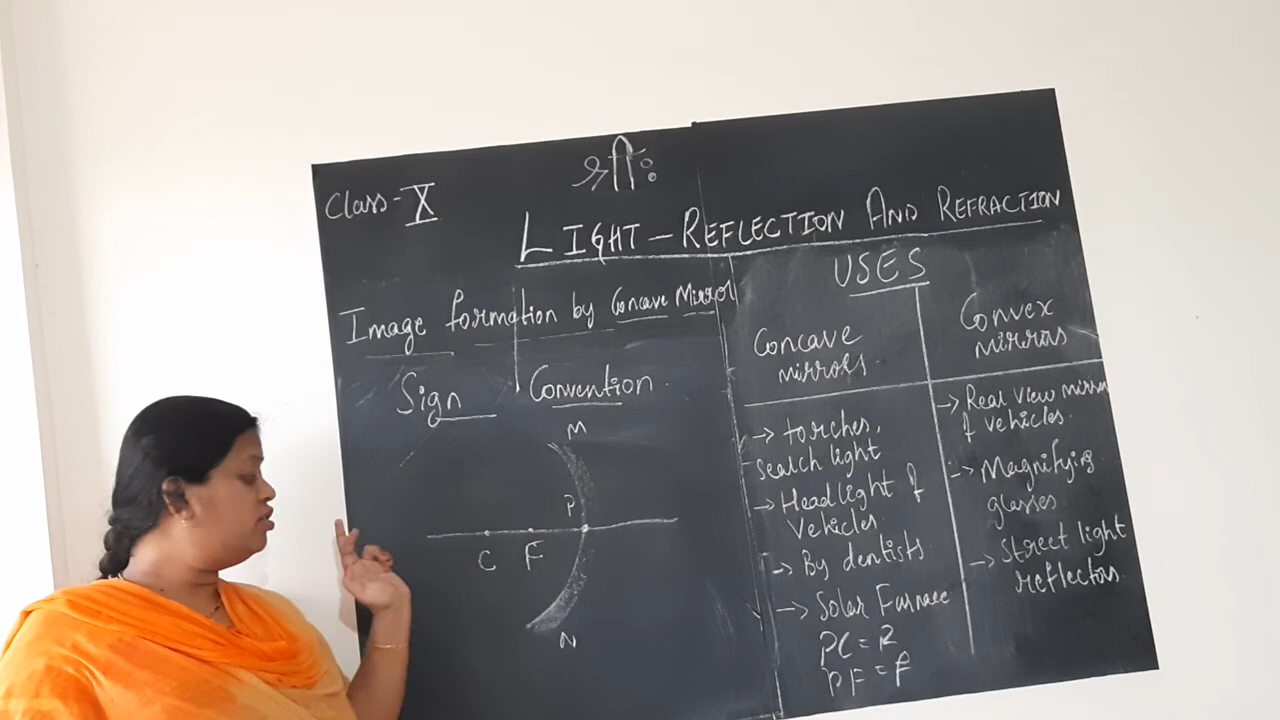 श्रीः
Class - X
LIGHT - REFLECTION AND REFRACTION
Image formation by Concave Mirror
Sign Convention.
M
P
C F
N
USES
Concave
mirrors.
→ torches,
search light
→ Headlight of
vehicles.
→ By dentists
→ Solar Furnace
PC = R
PF = f
Convex
mirrors
→ Real view mirror
of vehicles.
→ Magnifying
glasses
→ Street light
reflectors.